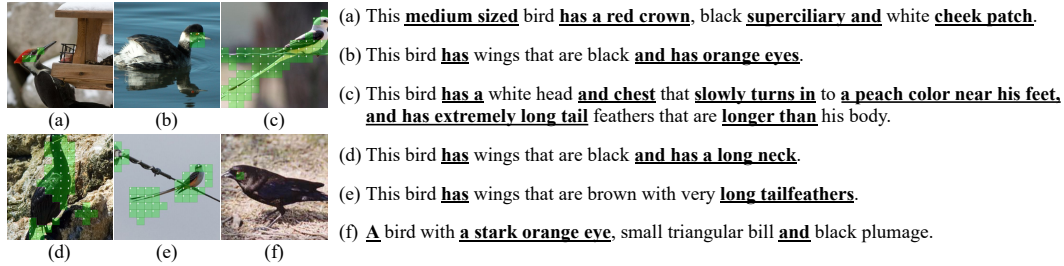 (a) (b) (c)
(d) (e) (f)
(a) This medium sized bird has a red crown, black superciliary and white cheek patch.
(b) This bird has wings that are black and has orange eyes.
(c) This bird has a white head and chest that slowly turns in to a peach color near his feet,
and has extremely long tail feathers that are longer than his body.
(d) This bird has wings that are black and has a long neck.
(e) This bird has wings that are brown with very long tailfeathers.
(f) A bird with a stark orange eye, small triangular bill and black plumage.